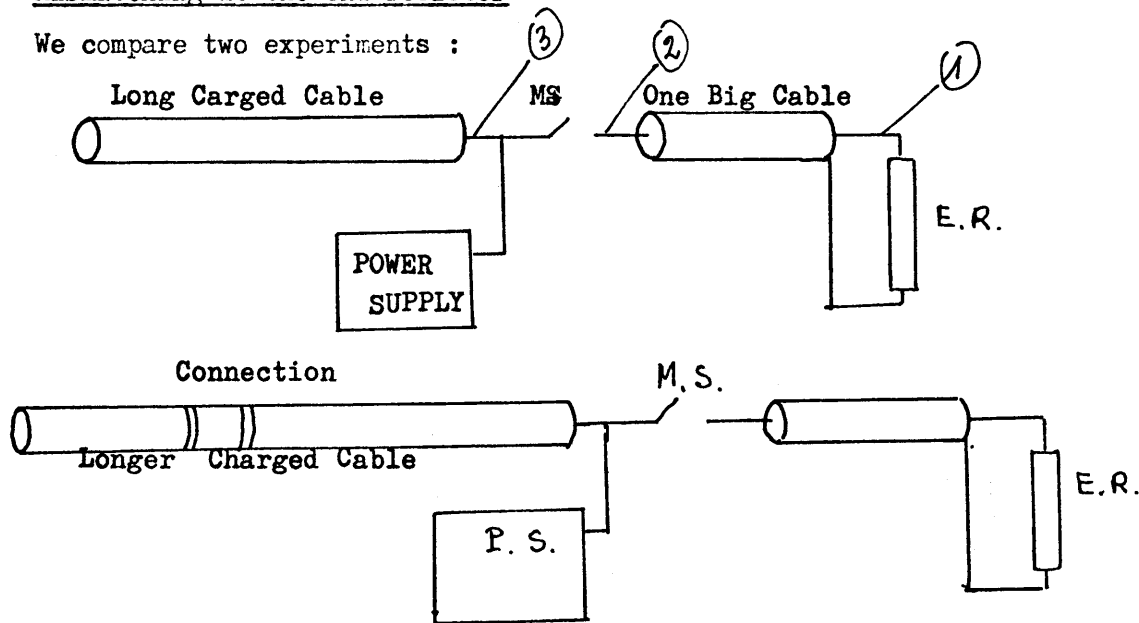 We compare two experiments :
③ ② ①
Long Carged Cable MS One Big Cable
E.R.
POWER
SUPPLY
Connection M.S.
Longer Charged Cable
E.R.
P. S.